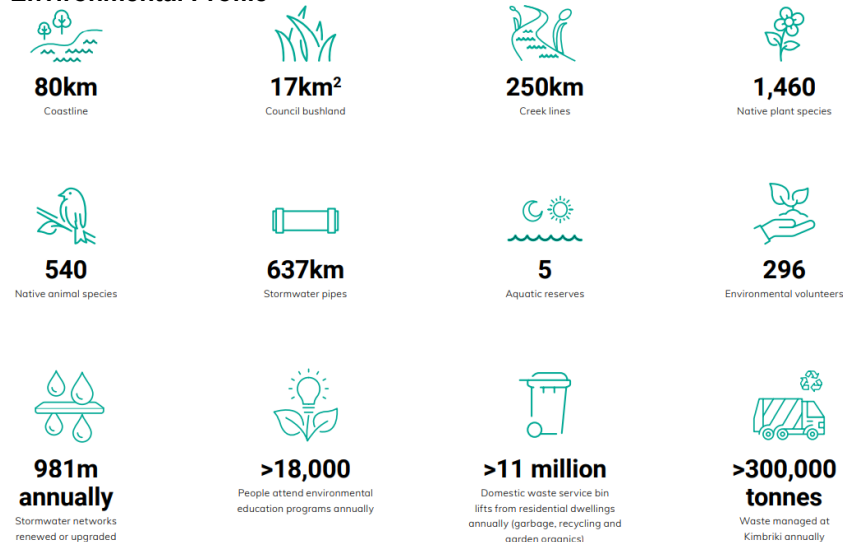 Environmental Profile
80km
Coastline
17km²
Council bushland
250km
Creek lines
1,460
Native plant species
540
Native animal species
637km
Stormwater pipes
5
Aquatic reserves
296
Environmental volunteers
981m
annually
Stormwater networks
renewed or upgraded
>18,000
People attend environmental
education programs annually
>11 million
Domestic waste service bin
lifts from residential dwellings
annually (garbage, recycling and
garden organics)
>300,000
tonnes
Waste managed at
Kimbriki annually